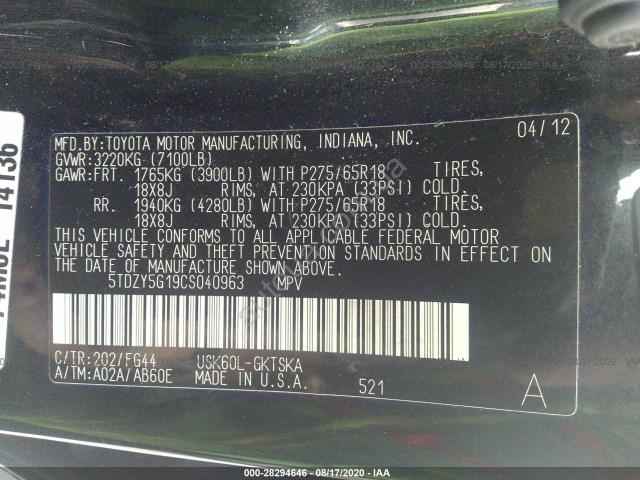 MFD.BY:TOYOTA MOTOR MANUFACTURING, INDIANA, INC. 04/12
GVWR:3220KG (7100LB)
GAWR:FRT. 1765KG (3900LB) WITH P275/65R18 TIRES,
18X8J RIMS, AT 230KPA (33PSI) COLD.
RR. 1940KG (4280LB) WITH P275/65R18 TIRES,
18X8J RIMS, AT 230KPA (33PSI) COLD.
THIS VEHICLE CONFORMS TO ALL APPLICABLE FEDERAL MOTOR
VEHICLE SAFETY AND THEFT PREVENTION STANDARDS IN EFFECT ON
THE DATE OF MANUFACTURE SHOWN ABOVE.
5TDZY5G19CS040963 MPV
C/TR:202/FG44 USK60L-GKTSKA
A/TM:A02A/AB60E MADE IN U.S.A. 521 A
14136
000-28294646 - 08/17/2020 - IAA